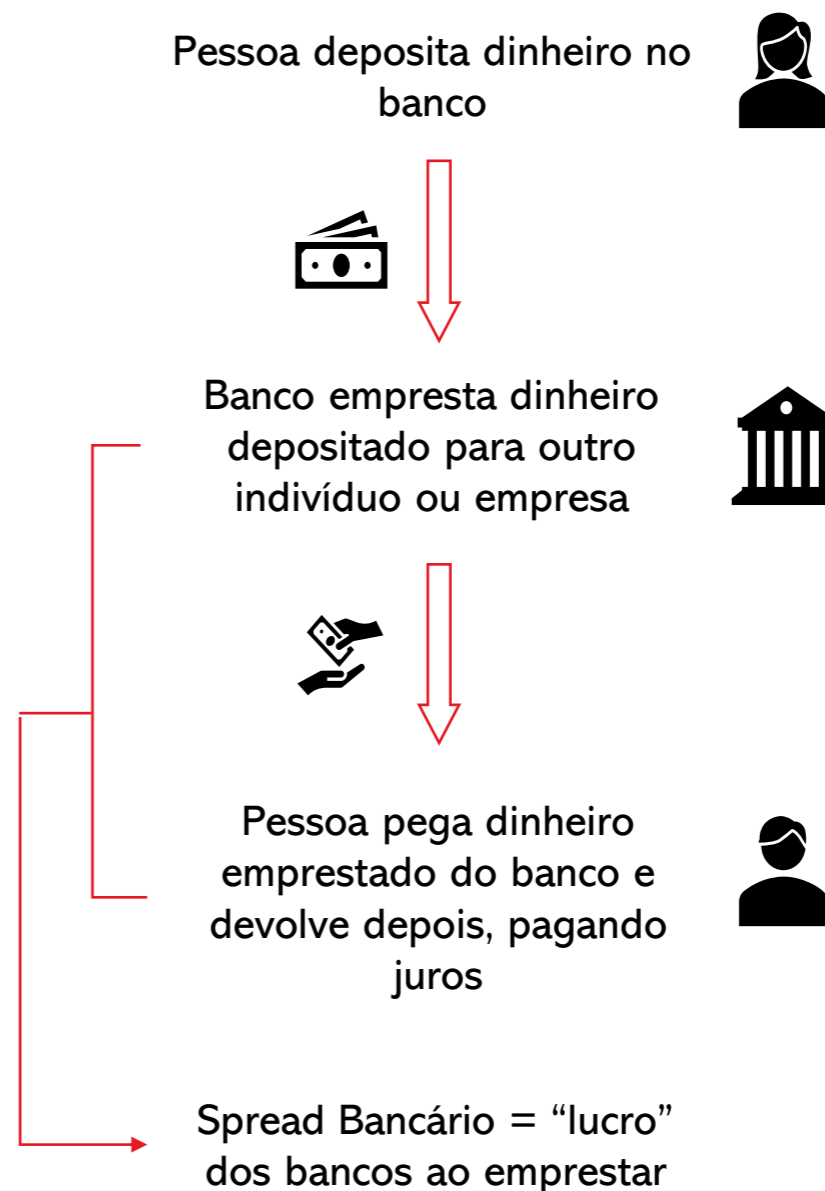 Pessoa deposita dinheiro no
banco
Banco empresta dinheiro
depositado para outro
indivíduo ou empresa
Pessoa pega dinheiro
emprestado do banco e
devolve depois, pagando
juros
Spread Bancário = “lucro”
dos bancos ao emprestar